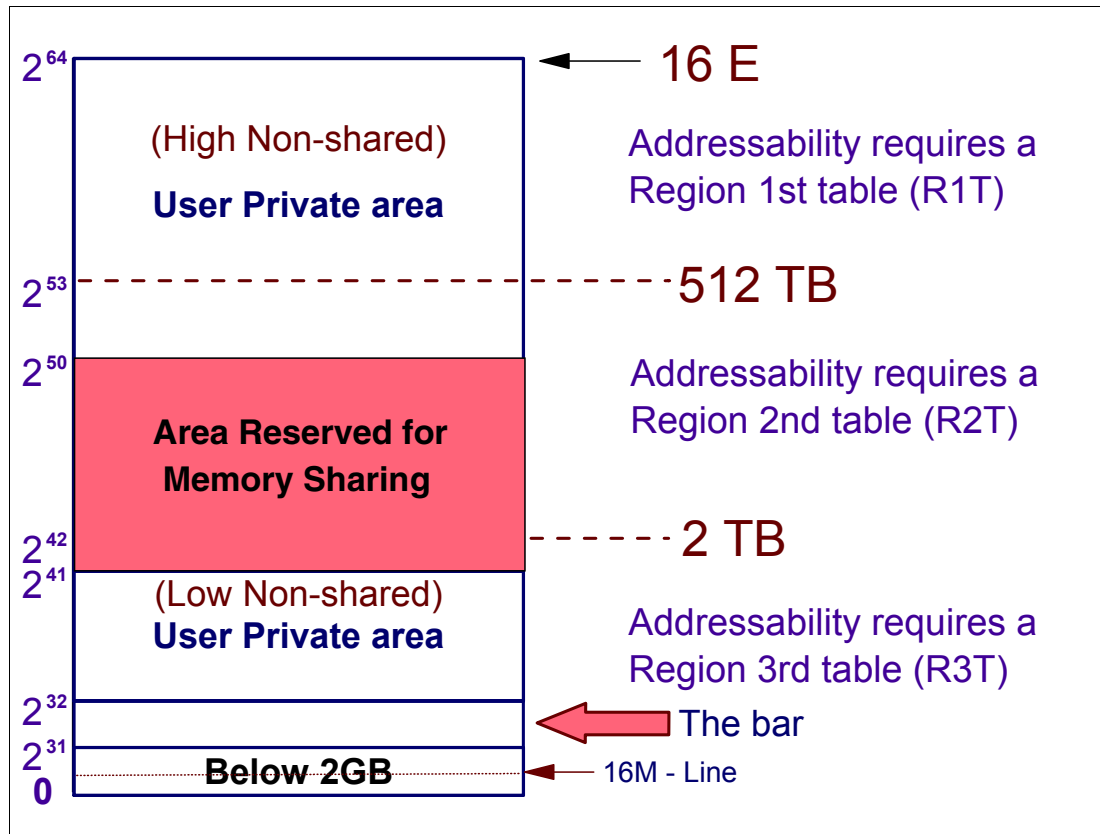 2^64
16 E
(High Non-shared)
User Private area
Addressability requires a
Region 1st table (R1T)
2^53
512 TB
2^50
Addressability requires a
Region 2nd table (R2T)
Area Reserved for
Memory Sharing
2^42
2 TB
2^41
(Low Non-shared)
User Private area
Addressability requires a
Region 3rd table (R3T)
2^32
The bar
2^31
Below 2GB
16M - Line
0